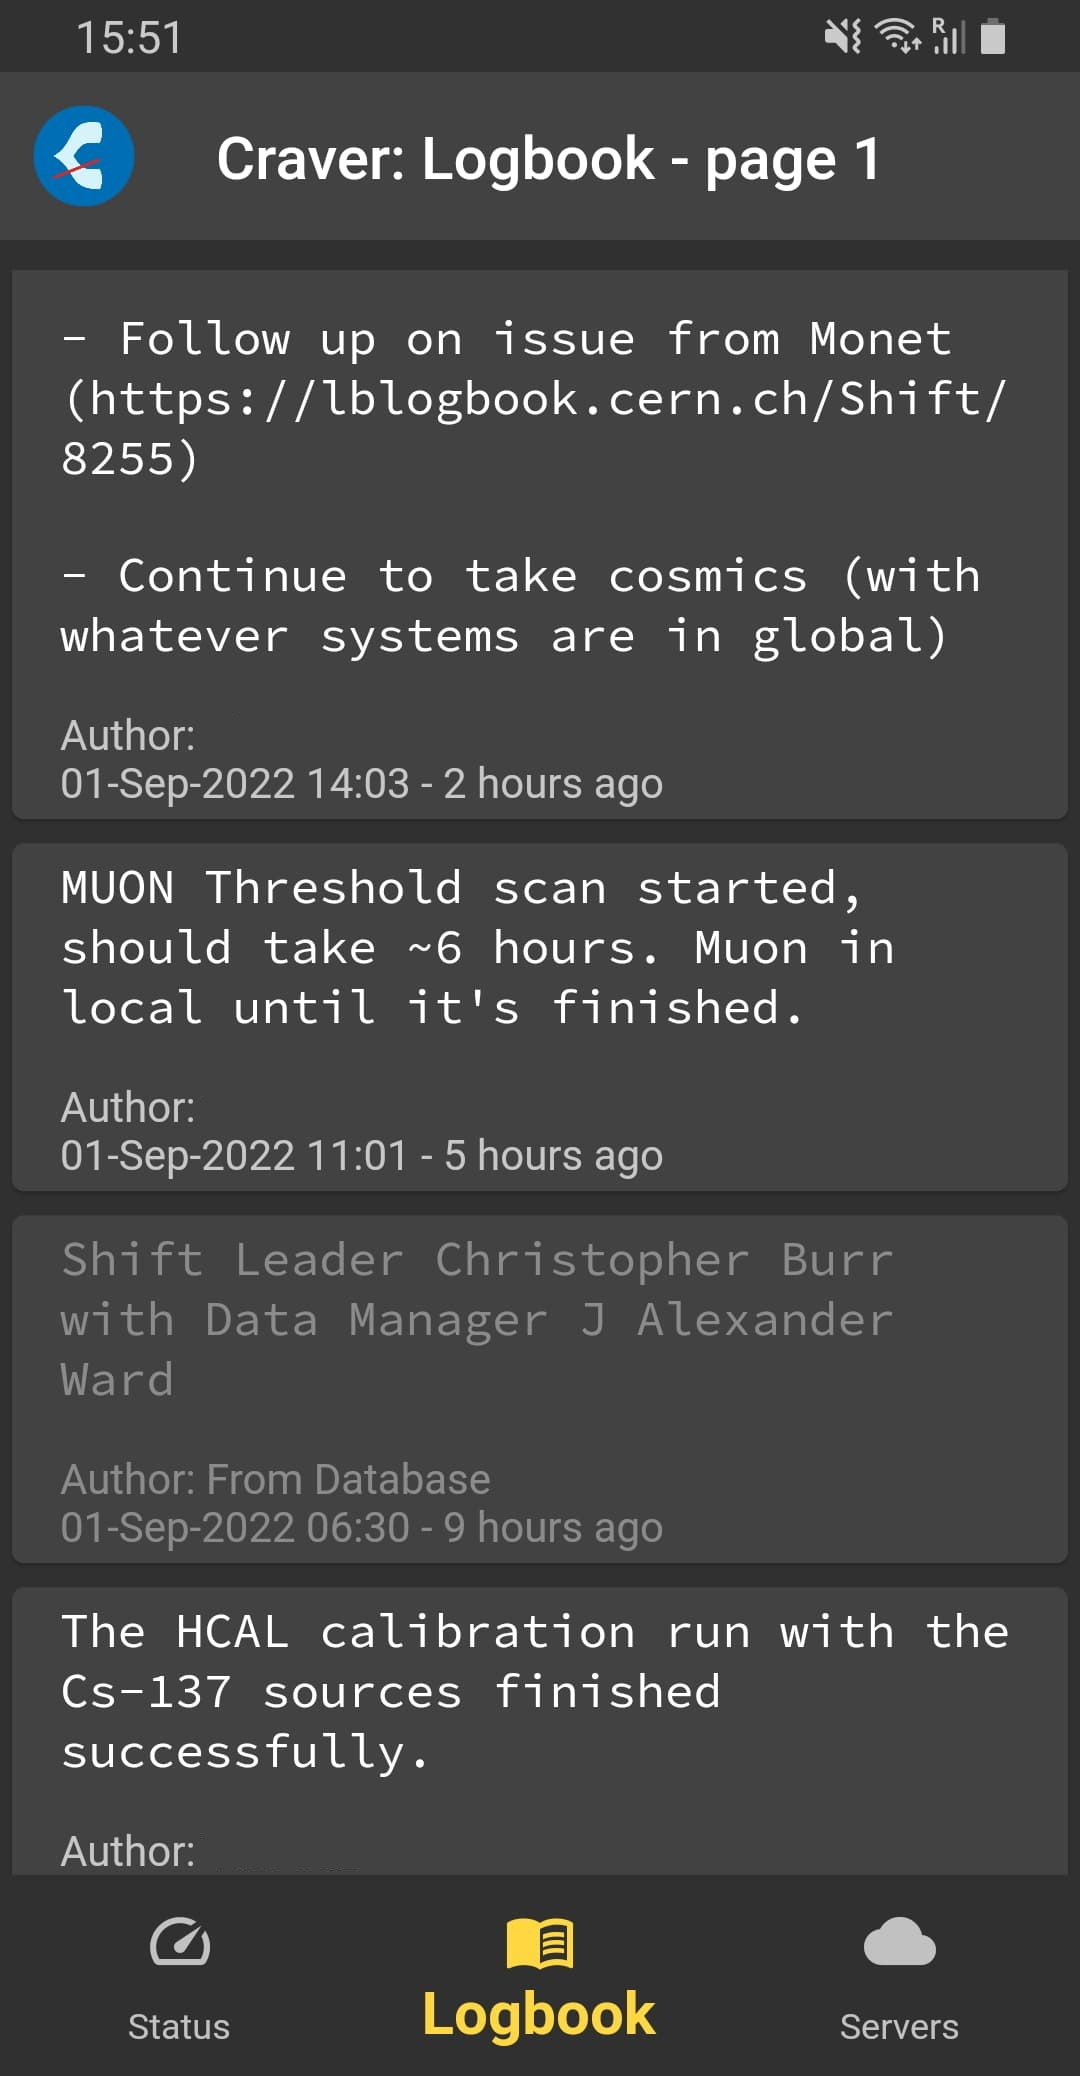 15:51
R
Craver: Logbook - page 1
- Follow up on issue from Monet
(https://lblogbook.cern.ch/Shift/
8255)
- Continue to take cosmics (with
whatever systems are in global)
Author:
01-Sep-2022 14:03 - 2 hours ago
MUON Threshold scan started,
should take ~6 hours. Muon in
local until it's finished.
Author:
01-Sep-2022 11:01 - 5 hours ago
Shift Leader Christopher Burr
with Data Manager J Alexander
Ward
Author: From Database
01-Sep-2022 06:30 - 9 hours ago
The HCAL calibration run with the
Cs-137 sources finished
successfully.
Author:
Status
Logbook
Servers